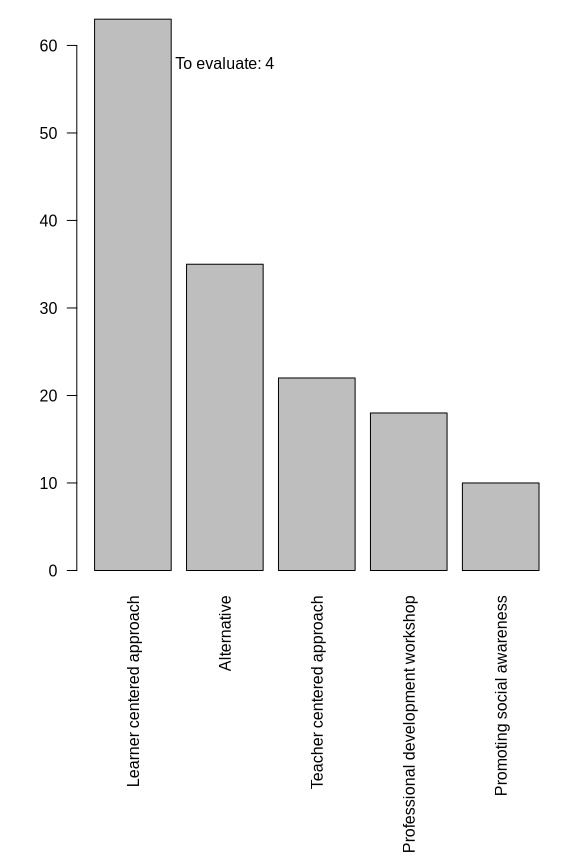 60
To evaluate: 4
50
40
30
20
10
0
Learner centered approach
Alternative
Teacher centered approach
Professional development workshop
Promoting social awareness